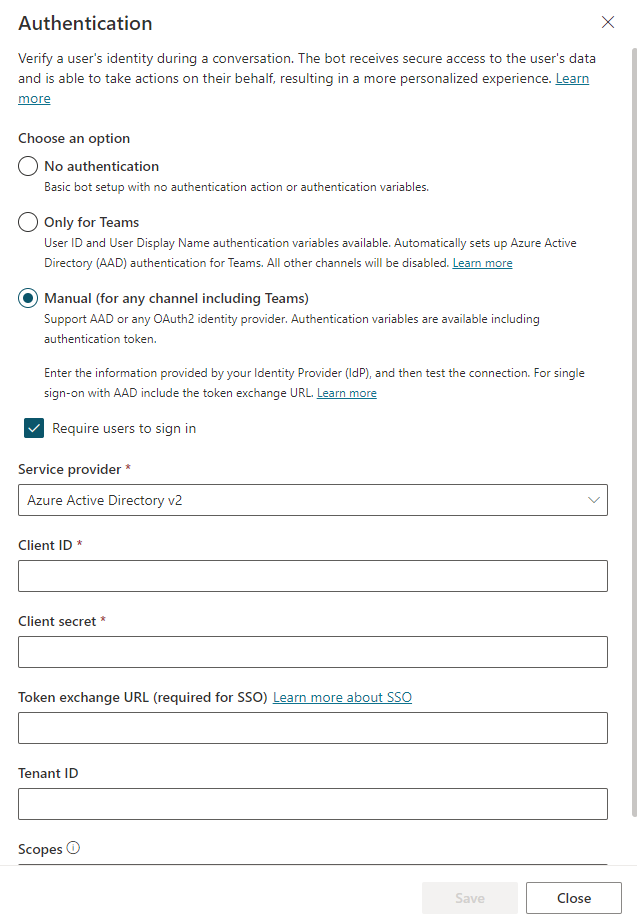 Authentication
Verify a user's identity during a conversation. The bot receives secure access to the user's data
and is able to take actions on their behalf, resulting in a more personalized experience. Learn
more
Choose an option
No authentication
Basic bot setup with no authentication action or authentication variables.
Only for Teams
User ID and User Display Name authentication variables available. Automatically sets up Azure Active
Directory (AAD) authentication for Teams. All other channels will be disabled. Learn more
Manual (for any channel including Teams)
Support AAD or any OAuth2 identity provider. Authentication variables are available including
authentication token.
Enter the information provided by your Identity Provider (IdP), and then test the connection. For single
sign-on with AAD include the token exchange URL. Learn more
Require users to sign in
Service provider *
Azure Active Directory v2
Client ID *
Client secret *
Token exchange URL (required for SSO) Learn more about SSO
Tenant ID
Scopes
Save Close